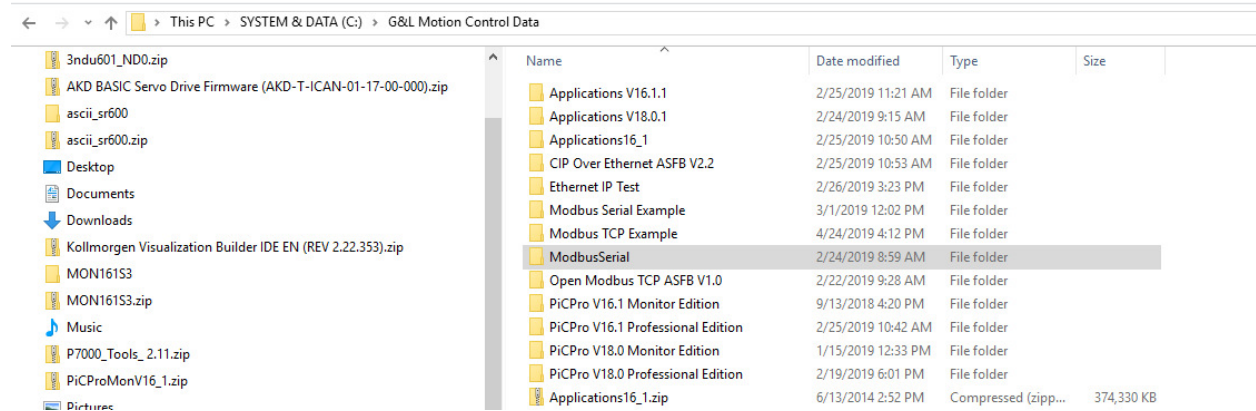 This PC > SYSTEM & DATA (C:) > G&L Motion Control Data
3ndu601_ND0.zip
AKD BASIC Servo Drive Firmware (AKD-T-ICAN-01-17-00-000).zip
ascii_sr600
ascii_sr600.zip
Desktop
Documents
Downloads
Kollmorgen Visualization Builder IDE EN (REV 2.22.353).zip
MON161S3
MON161S3.zip
Music
P7000_Tools_ 2.11.zip
PiCProMonV16_1.zip
Pictures
Name Date modified Type Size
Applications V16.1.1 2/25/2019 11:21 AM File folder
Applications V18.0.1 2/24/2019 9:15 AM File folder
Applications16_1 2/25/2019 10:50 AM File folder
CIP Over Ethernet ASFB V2.2 2/25/2019 10:53 AM File folder
Ethernet IP Test 2/26/2019 3:23 PM File folder
Modbus Serial Example 3/1/2019 12:02 PM File folder
Modbus TCP Example 4/24/2019 4:12 PM File folder
ModbusSerial 2/24/2019 8:59 AM File folder
Open Modbus TCP ASFB V1.0 2/22/2019 9:28 AM File folder
PiCPro V16.1 Monitor Edition 9/13/2018 4:20 PM File folder
PiCPro V16.1 Professional Edition 2/25/2019 10:42 AM File folder
PiCPro V18.0 Monitor Edition 1/15/2019 12:33 PM File folder
PiCPro V18.0 Professional Edition 2/19/2019 6:01 PM File folder
Applications16_1.zip 6/13/2014 2:52 PM Compressed (zipp... 374,330 KB